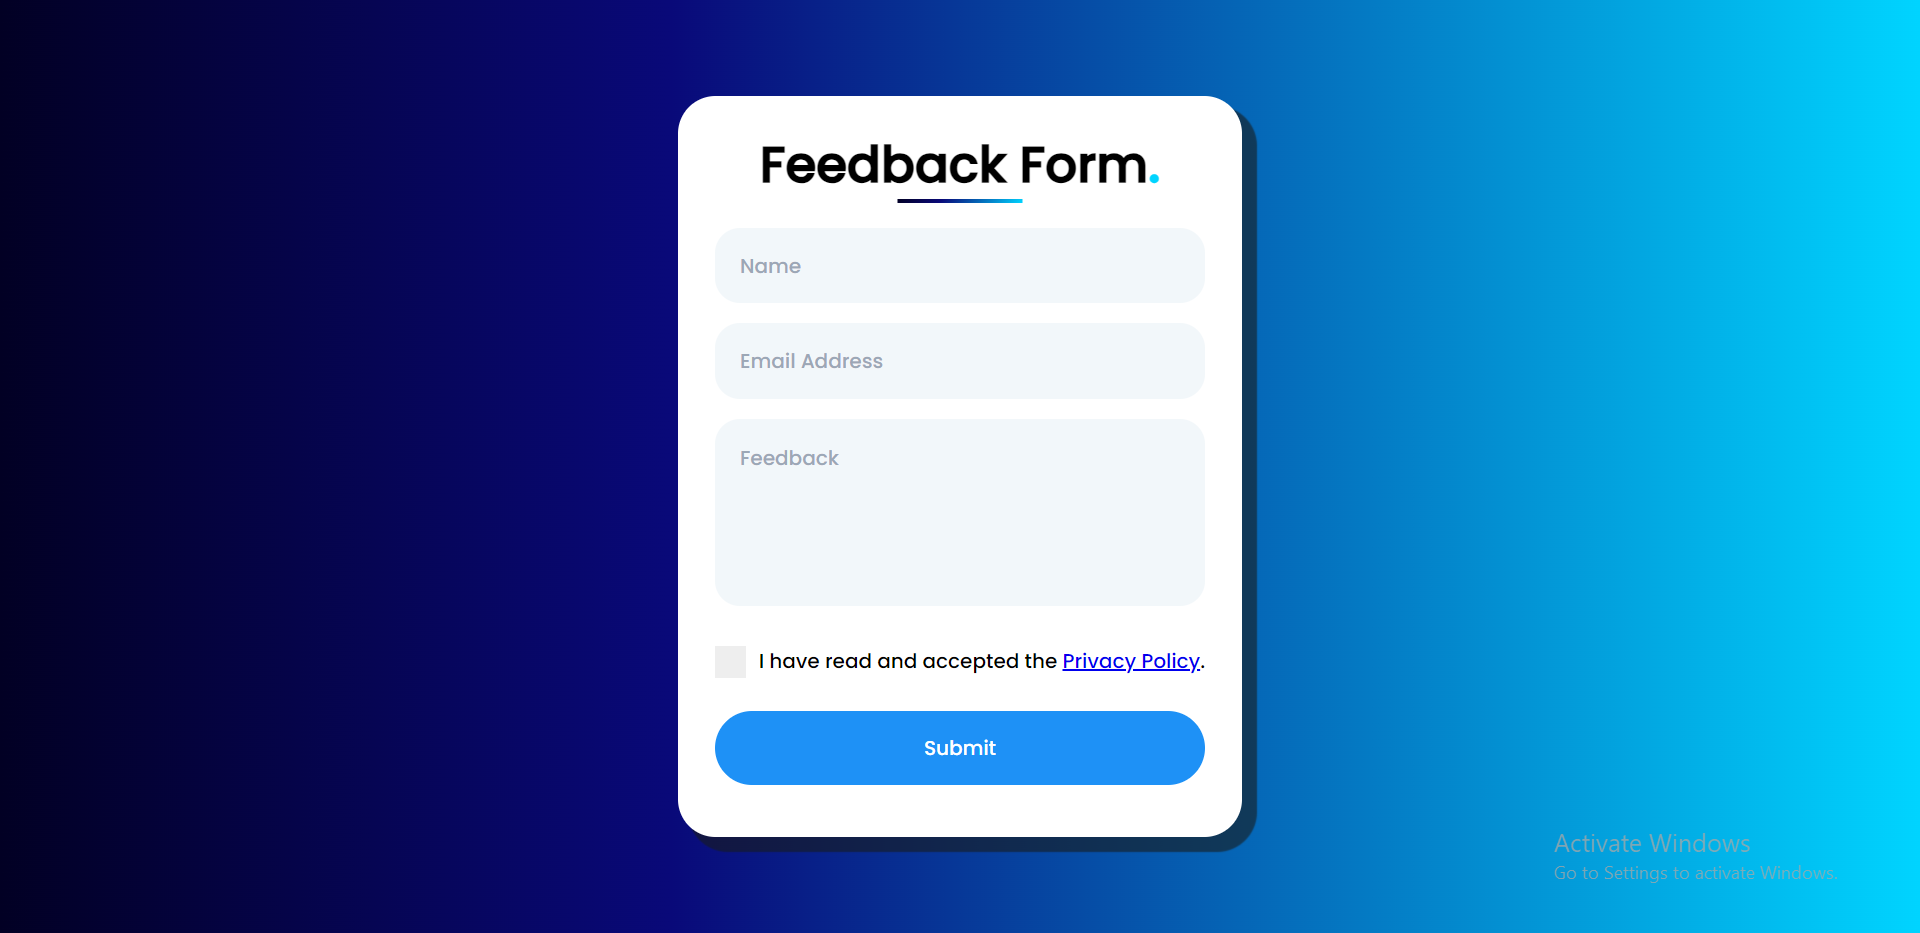 Feedback Form.
Name
Email Address
Feedback
I have read and accepted the Privacy Policy.
Submit
Activate Windows
Go to Settings to activate Windows.